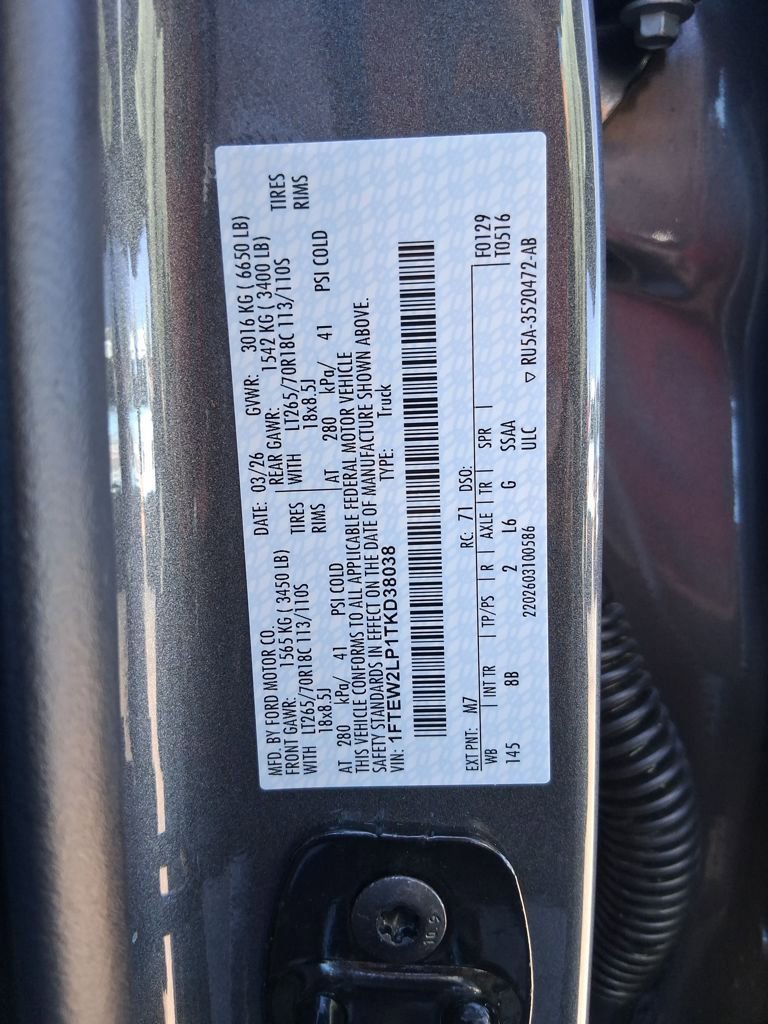 MFD. BY FORD MOTOR CO.
DATE: 03/26
GVWR: 3016 KG ( 6650 LB)
FRONT GAWR: 1565 KG ( 3450 LB)
REAR GAWR: 1542 KG ( 3400 LB)
WITH LT265/70R18C 113/110S TIRES
WITH LT265/70R18C 113/110S TIRES
18x8.5J RIMS
18x8.5J RIMS
AT 280 kPa/ 41 PSI COLD
AT 280 kPa/ 41 PSI COLD
THIS VEHICLE CONFORMS TO ALL APPLICABLE FEDERAL MOTOR VEHICLE
SAFETY STANDARDS IN EFFECT ON THE DATE OF MANUFACTURE SHOWN ABOVE.
VIN: 1FTEW2LP1TKD38038
TYPE: Truck
EXT PNT: M7 RC: 71 DSO: F0129
WB INT TR TP/PS R AXLE TR SPR T0516
145 8B 2 L6 G SSAA
2202603100586 ULC ▽ RU5A-3520472-AB
10.9